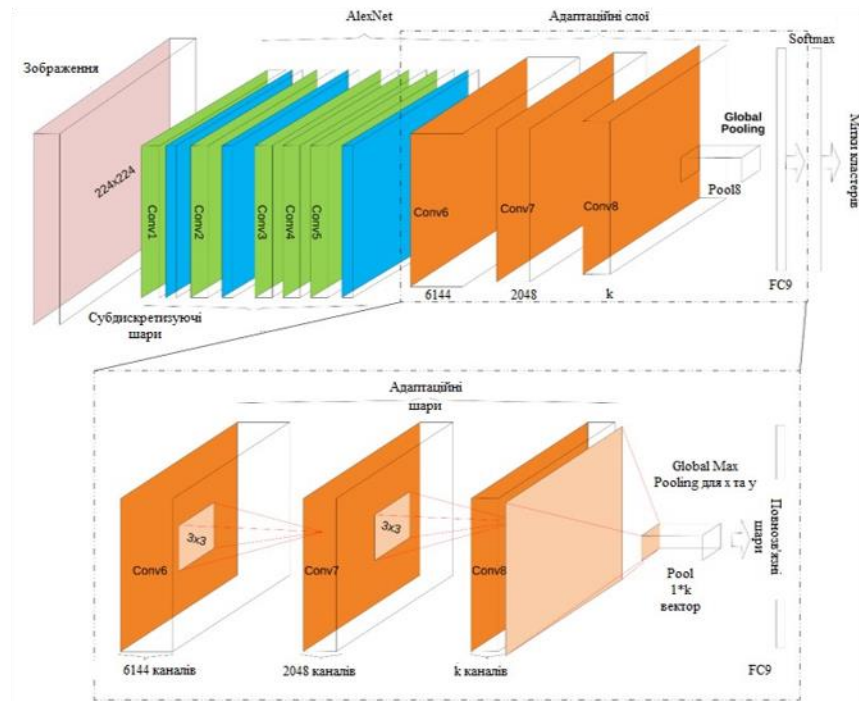 AlexNet
Адаптаційні слої
Зображення
Softmax
224x224
Conv1
Conv2
Conv3
Conv4
Conv5
Conv6
Conv7
Conv8
Global
Pooling
Pool8
Мітки кластерів
6144
2048
k
FC9
Субдискретизуючі
шари
Адаптаційні
шари
Global Max
Pooling для x та y
3x3
3x3
Conv6
Conv7
Conv8
Повнозв'язні
шари
Pool
1*k
вектор
6144 каналів
2048 каналів
k каналів
FC9